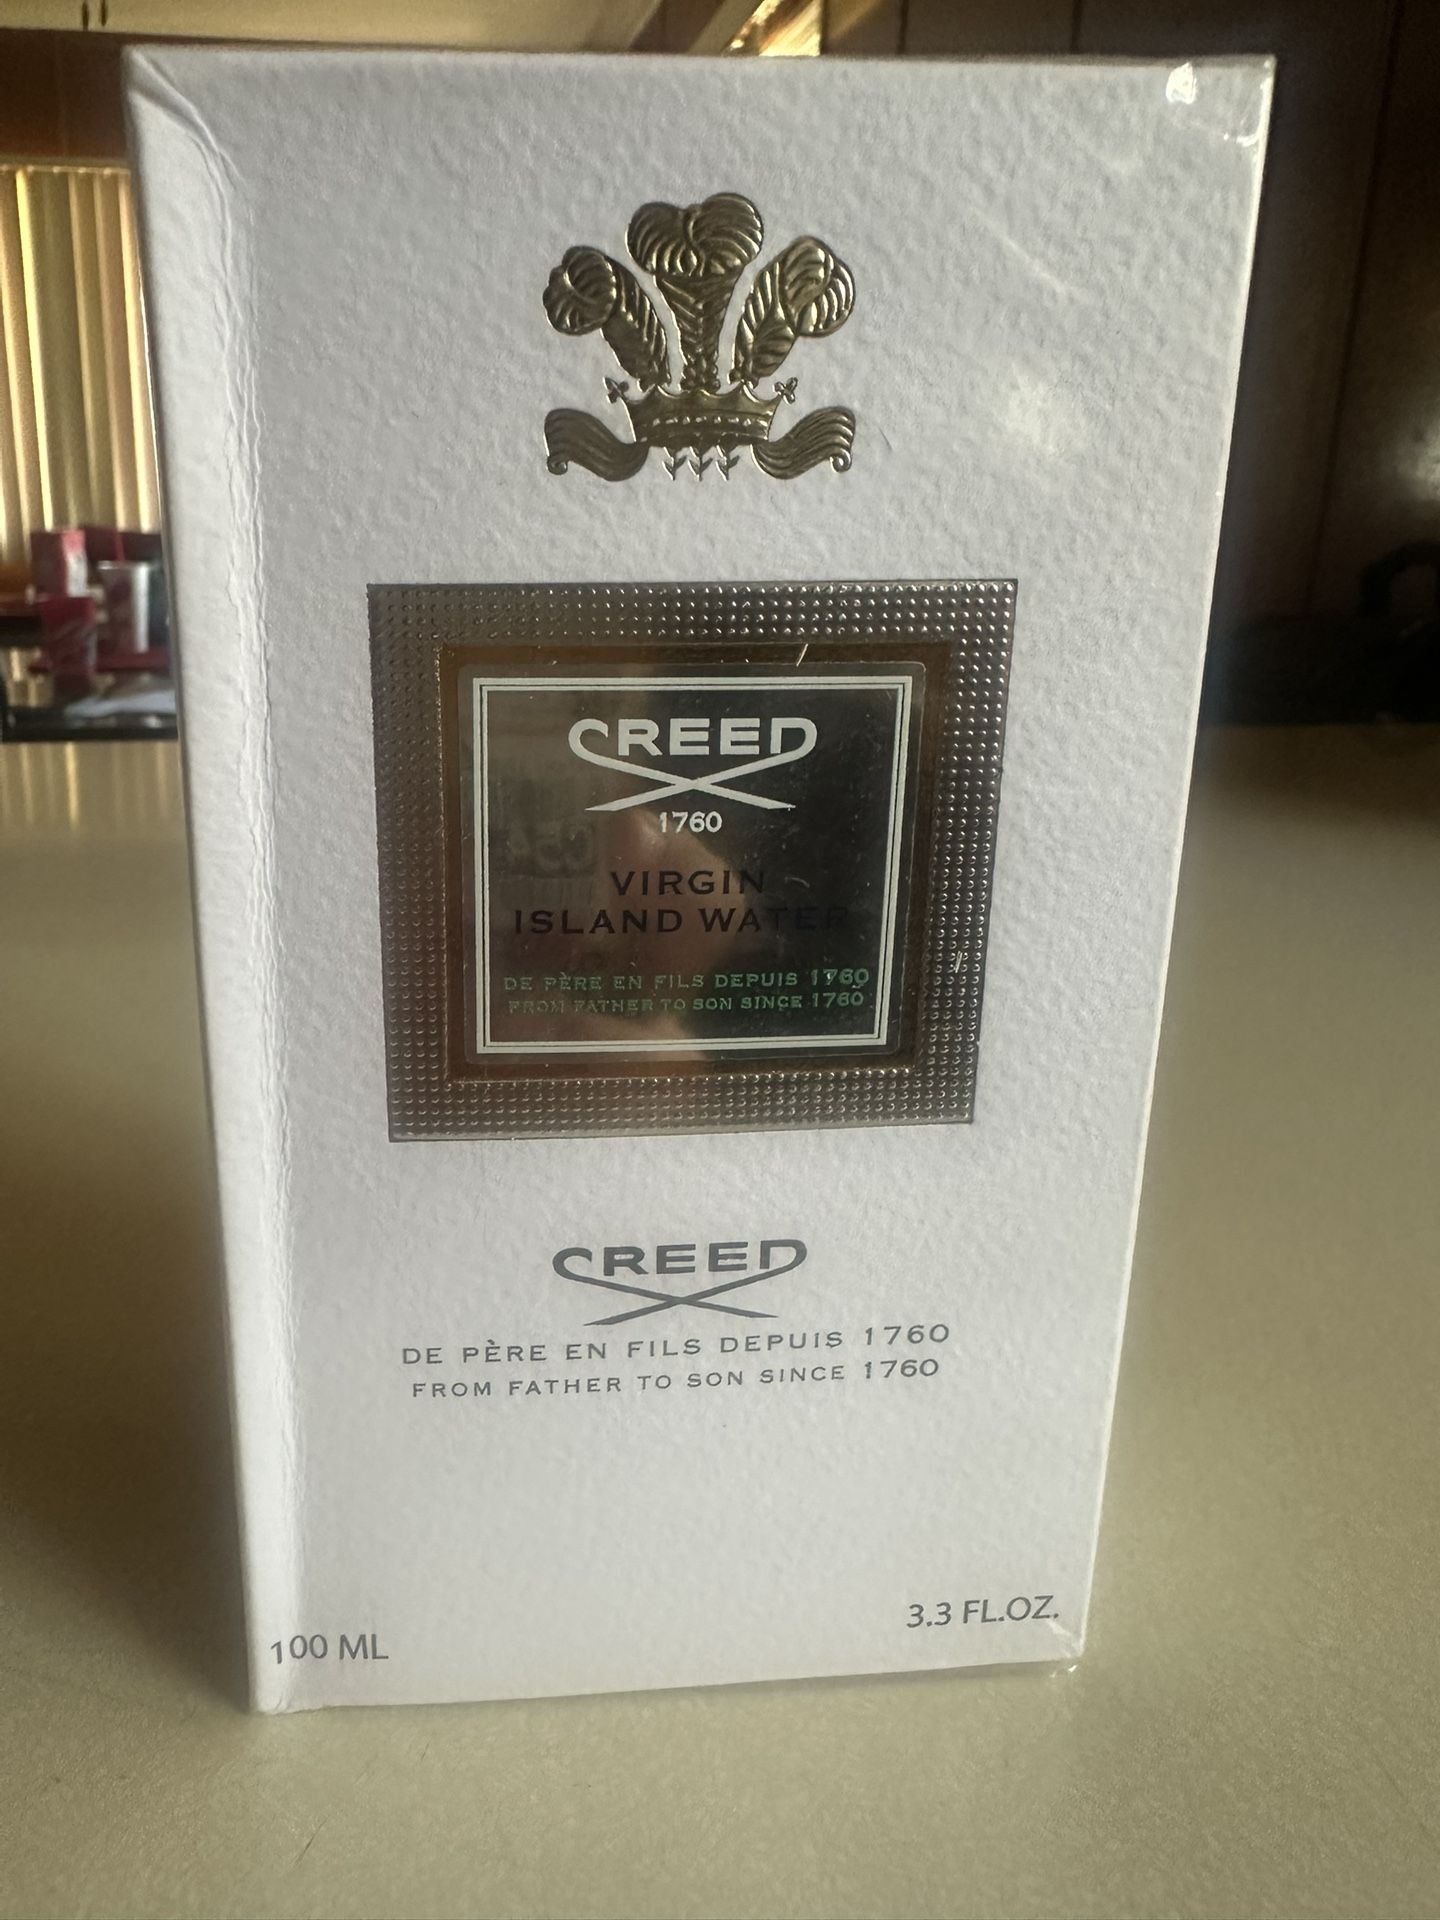 CREED
1760
VIRGIN
ISLAND WATER
DE PÈRE EN FILS DEPUIS 1760
FROM FATHER TO SON SINCE 1760
CREED
DE PÈRE EN FILS DEPUIS 1760
FROM FATHER TO SON SINCE 1760
100 ML
3.3 FL.OZ.